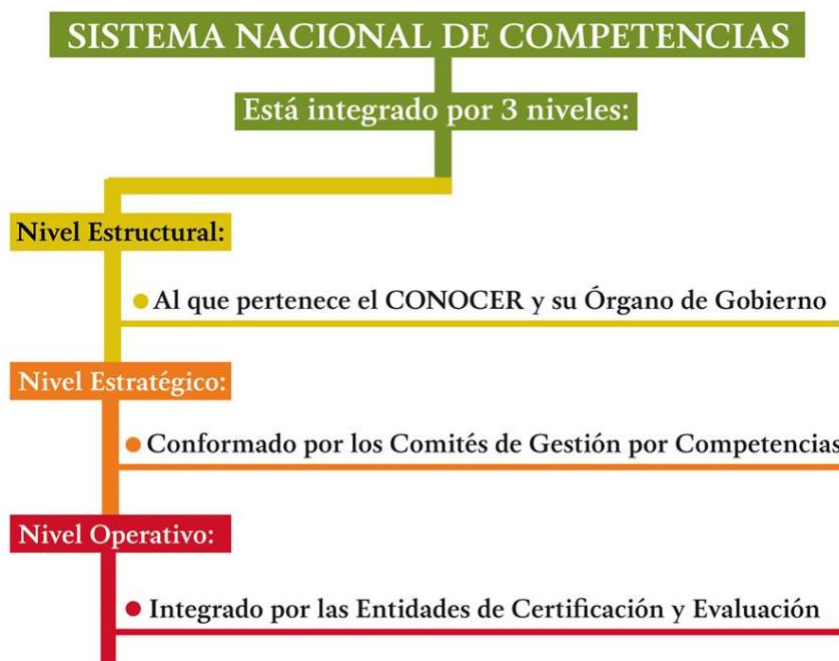 SISTEMA NACIONAL DE COMPETENCIAS
Está integrado por 3 niveles:
Nivel Estructural:
Al que pertenece el CONOCER y su Órgano de Gobierno
Nivel Estratégico:
Conformado por los Comités de Gestión por Competencias
Nivel Operativo:
Integrado por las Entidades de Certificación y Evaluación